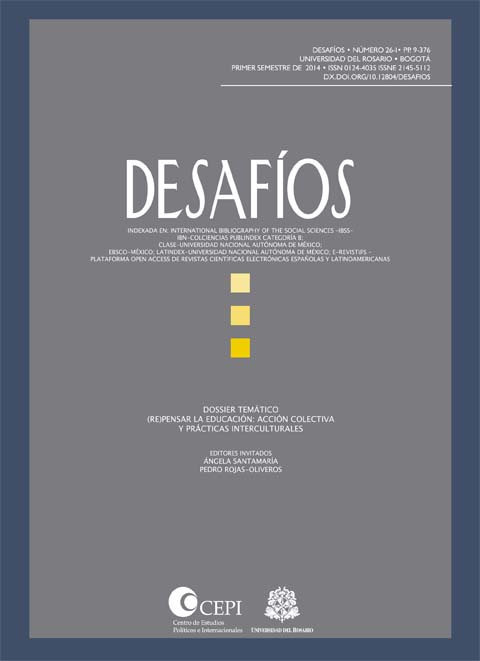 DESAFÍOS • NÚMERO 26-I • PP. 9-376
UNIVERSIDAD DEL ROSARIO • BOGOTÁ
PRIMER SEMESTRE DE 2014 • ISSN 0124-4035 ISSNE 2145-5112
DX.DOI.ORG/10.12804/DESAFIOS
DESAFÍOS
INDEXADA EN: INTERNATIONAL BIBLIOGRAPHY OF THE SOCIAL SCIENCES -IBSS-
IBN-COLCIENCIAS PUBLINDEX CATEGORÍA B;
CLASE-UNIVERSIDAD NACIONAL AUTÓNOMA DE MÉXICO;
EBSCO-MÉXICO; LATINDEX-UNIVERSIDAD NACIONAL AUTÓNOMA DE MÉXICO; E-REVIST@S -
PLATAFORMA OPEN ACCESS DE REVISTAS CIENTÍFICAS ELECTRÓNICAS ESPAÑOLAS Y LATINOAMERICANAS
DOSSIER TEMÁTICO
(RE)PENSAR LA EDUCACIÓN: ACCIÓN COLECTIVA
Y PRÁCTICAS INTERCULTURALES
EDITORES INVITADOS
ÁNGELA SANTAMARÍA
PEDRO ROJAS-OLIVEROS
CEPI
Centro de Estudios
Políticos e Internacionales
UNIVERSIDAD DEL ROSARIO